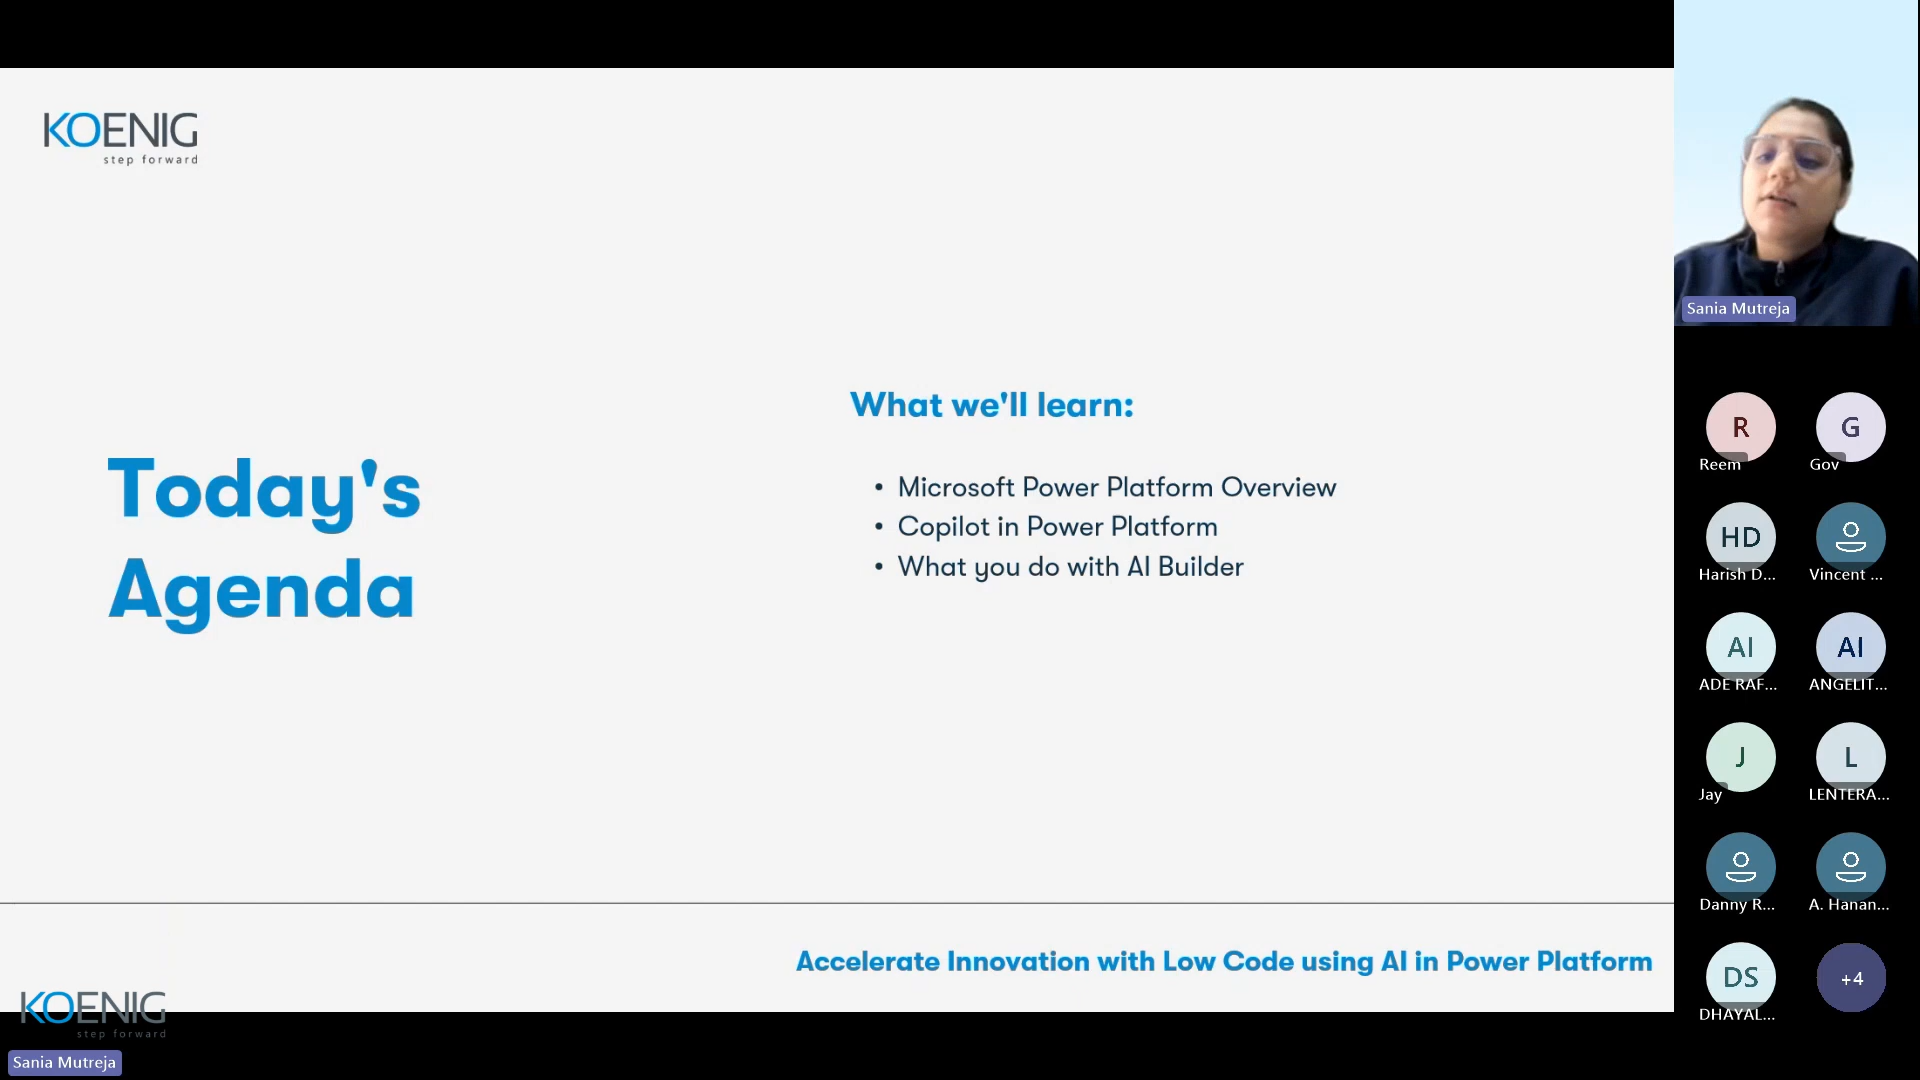 KOENIG
step forward
Today's
Agenda
What we'll learn:
• Microsoft Power Platform Overview
• Copilot in Power Platform
• What you do with AI Builder
Accelerate Innovation with Low Code using AI in Power Platform
KOENIG
step forward
Sania Mutreja
Sania Mutreja
R
Reem
G
Gov
HD
Harish D...
Vincent ...
AI
ADE RAF...
AI
ANGELIT...
J
Jay
L
LENTERA...
Danny R...
A. Hanan...
DS
DHAYAL...
+4